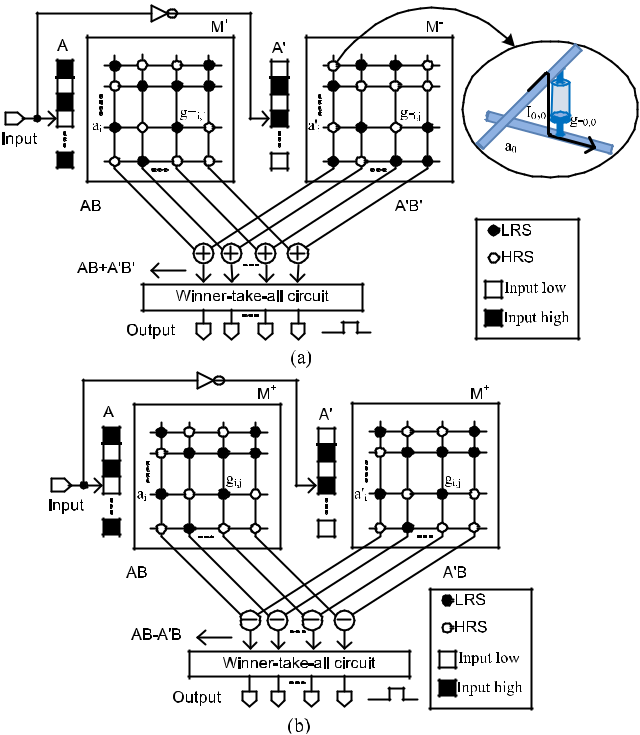 M+
M-
A
A'
Input
ai
g=i,j
a'i
I0,0
g=0,0
a0
AB
A'B'
AB+A'B'
Winner-take-all circuit
Output
LRS
HRS
Input low
Input high
(a)
M+
M+
A
A'
Input
ai
gi,j
a'i
gi,j
AB
A'B
AB-A'B
Winner-take-all circuit
Output
LRS
HRS
Input low
Input high
(b)